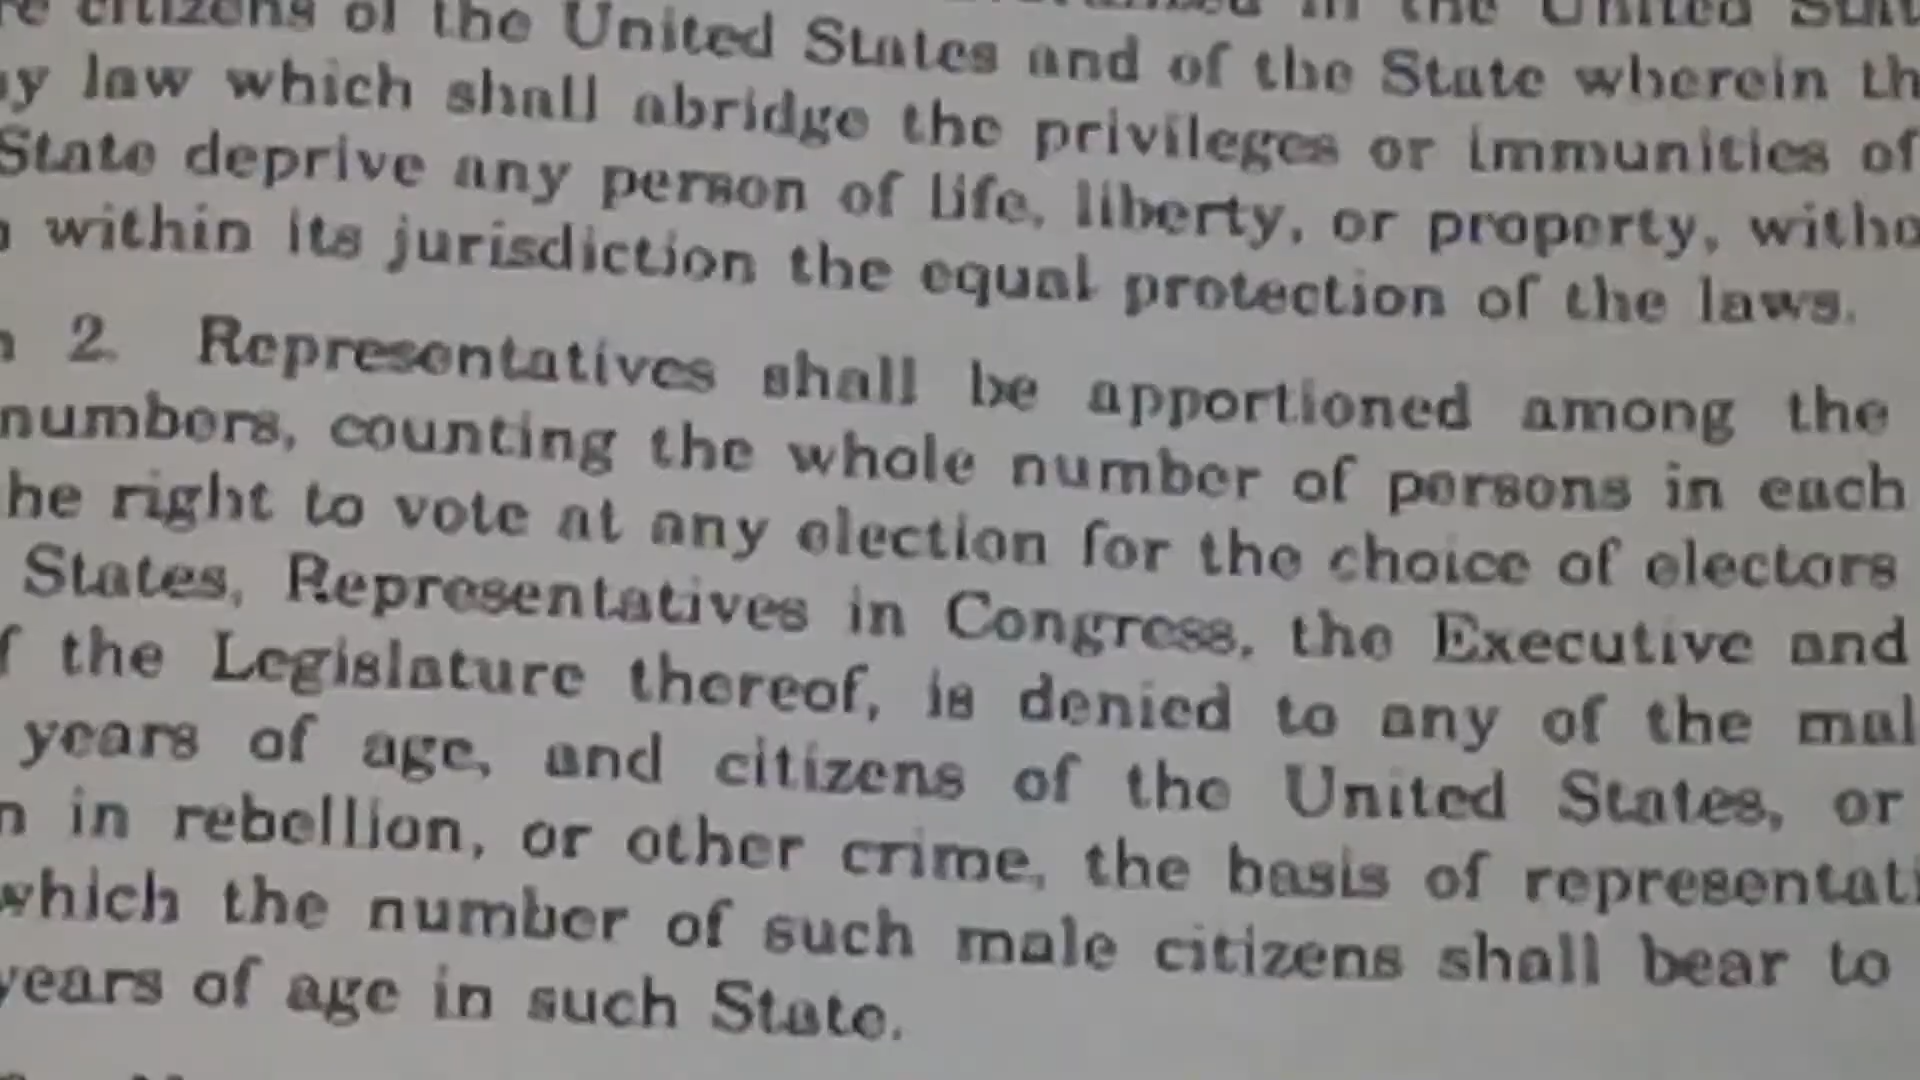 citizens of the United States and of the State wherein th
y law which shall abridge the privileges or immunities of
State deprive any person of life, liberty, or property, witho
within its jurisdiction the equal protection of the laws.
2. Representatives shall be apportioned among the
numbers, counting the whole number of persons in each
he right to vote at any election for the choice of electors
States, Representatives in Congress, the Executive and
f the Legislature thereof, is denied to any of the mal
years of age, and citizens of the United States, or
n in rebellion, or other crime, the basis of representati
which the number of such male citizens shall bear to
years of age in such State.